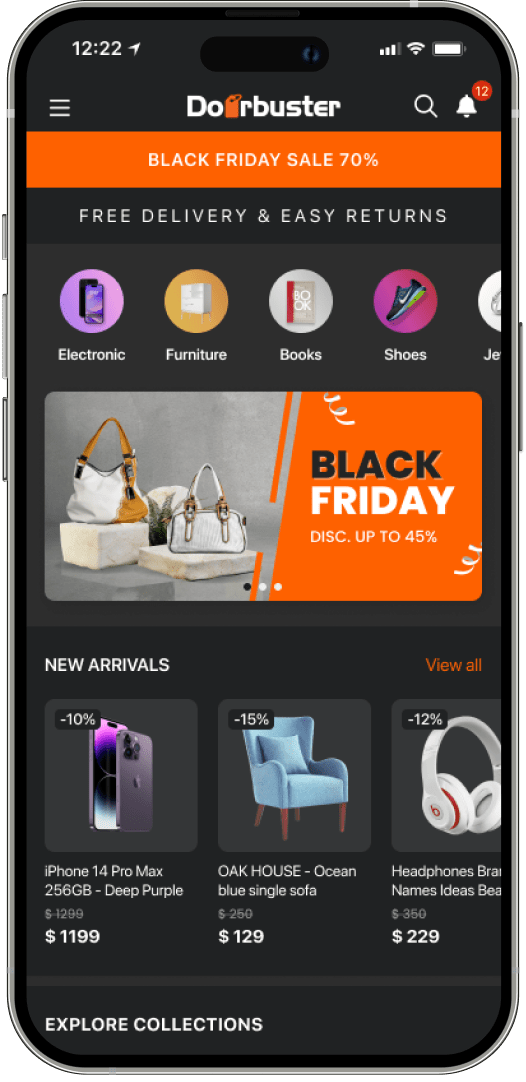 12:22
Doorbuster
12
BLACK FRIDAY SALE 70%
FREE DELIVERY & EASY RETURNS
Electronic
Furniture
Books
Shoes
Je
BO
OK
BLACK
FRIDAY
DISC. UP TO 45%
NEW ARRIVALS
View all
-10%
-15%
-12%
iPhone 14 Pro Max
256GB - Deep Purple
$ 1299
$ 1199
OAK HOUSE - Ocean
blue single sofa
$ 250
$ 129
Headphones Bran
Names Ideas Bea
$ 350
$ 229
EXPLORE COLLECTIONS